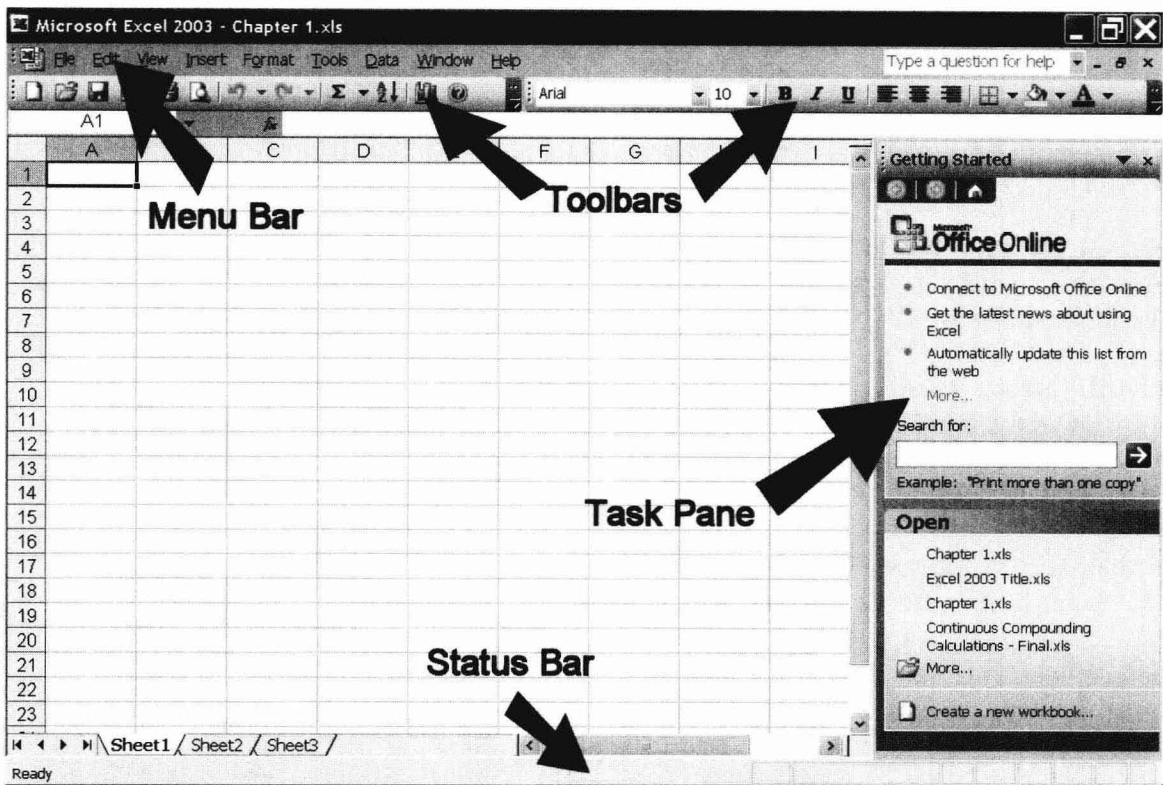 Microsoft Excel 2003 - Chapter 1.xls
File Edit View Insert Format Tools Data Window Help
Type a question for help
Arial 10 B I U A
A1 fx
A C D F G I
1
2
3
4
5
6
7
8
9
10
11
12
13
14
15
16
17
18
19
20
21
22
23
Menu Bar
Toolbars
Task Pane
Status Bar
Getting Started
Microsoft
Office Online
Connect to Microsoft Office Online
Get the latest news about using
Excel
Automatically update this list from
the web
More...
Search for:
Example: "Print more than one copy"
Open
Chapter 1.xls
Excel 2003 Title.xls
Chapter 1.xls
Continuous Compounding
Calculations - Final.xls
More...
Create a new workbook...
Sheet1 Sheet2 Sheet3
Ready